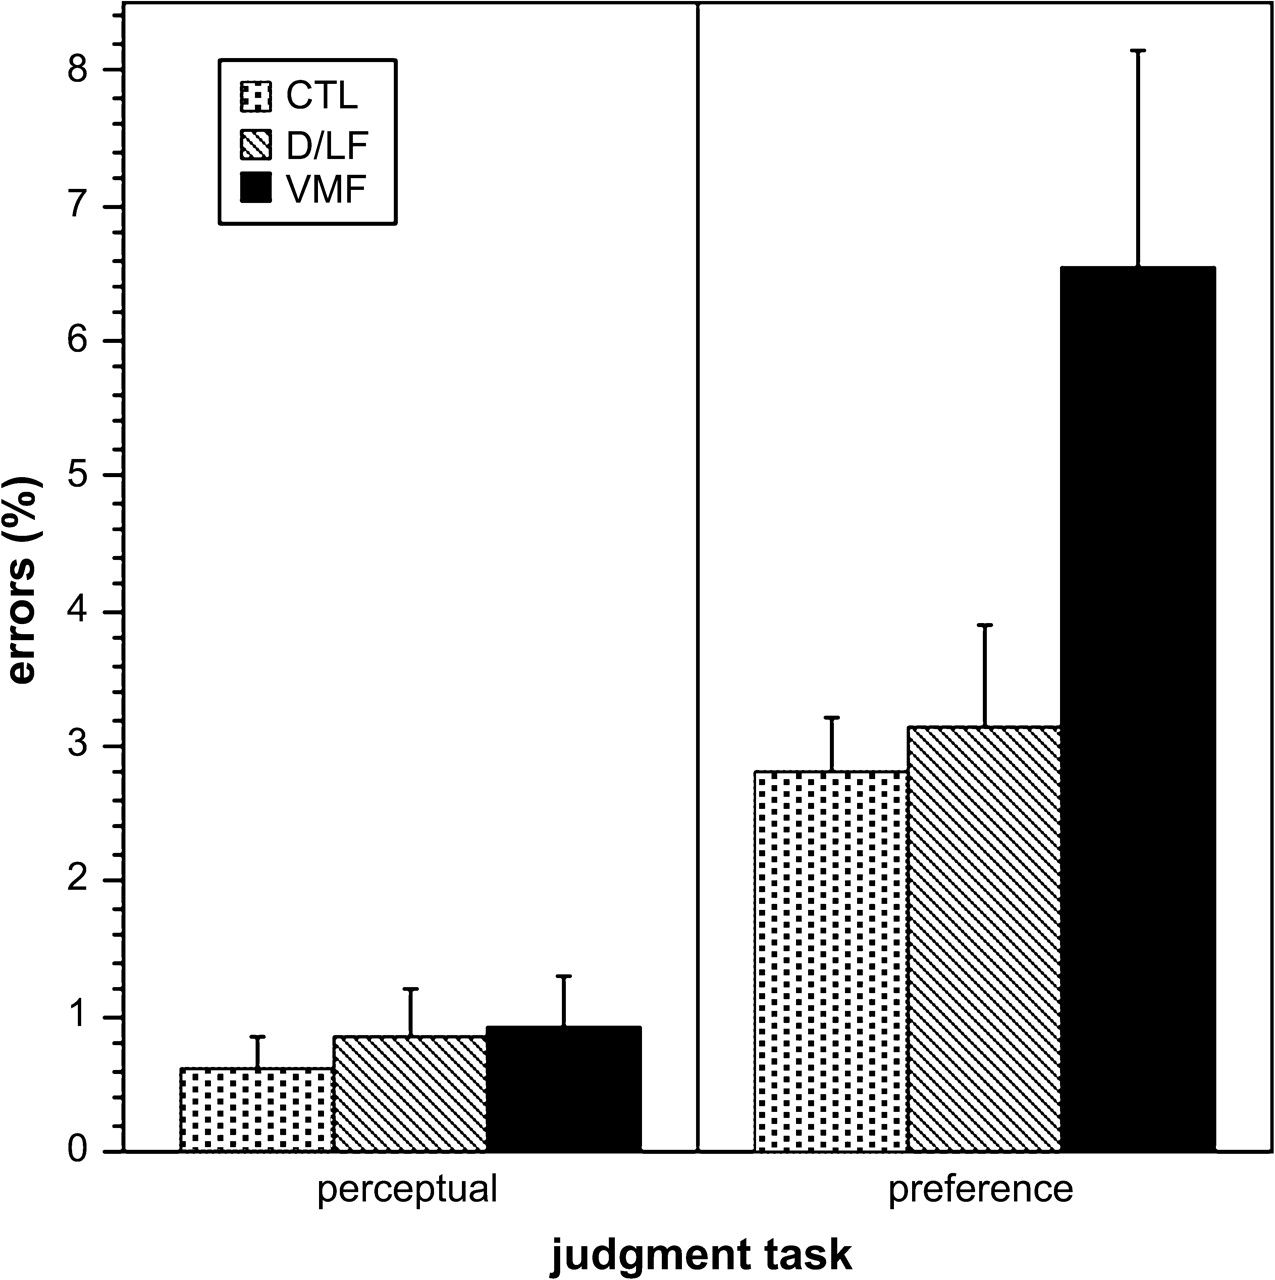 8
7
6
5
4
3
2
1
0
errors (%)
CTL
D/LF
VMF
perceptual
preference
judgment task